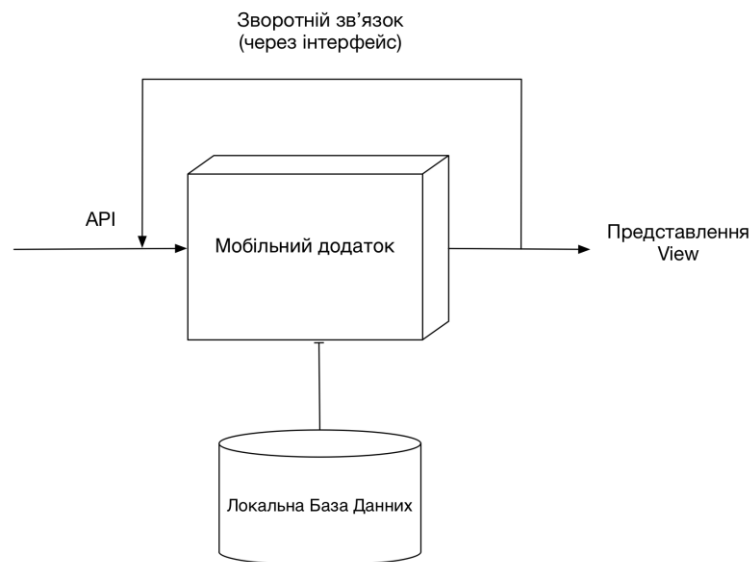 Зворотній зв'язок
(через інтерфейс)
API
Мобільний додаток
Представлення
View
Локальна База Данних